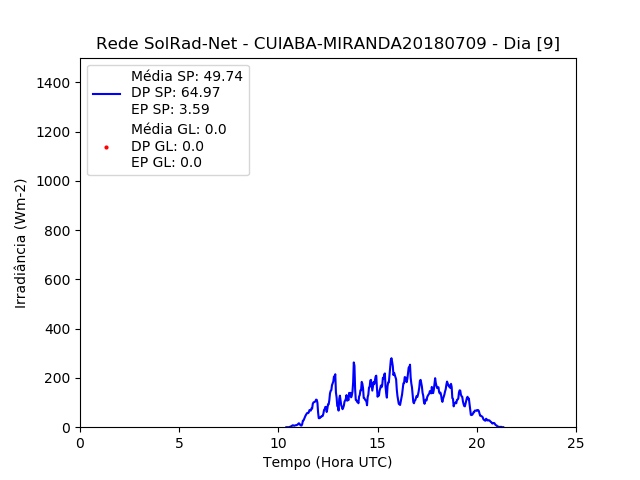 Rede SolRad-Net - CUIABA-MIRANDA20180709 - Dia [9]
Média SP: 49.74
DP SP: 64.97
EP SP: 3.59
Média GL: 0.0
DP GL: 0.0
EP GL: 0.0
1400
1200
1000
800
600
400
200
0
Irradiância (Wm-2)
0 5 10 15 20 25
Tempo (Hora UTC)